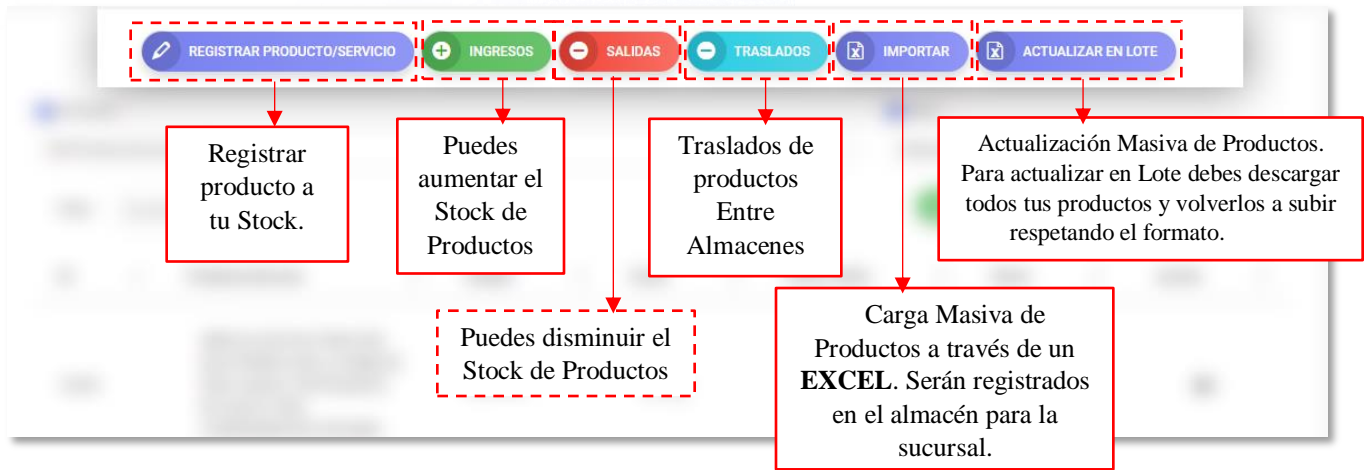 REGISTRAR PRODUCTO/SERVICIO
INGRESOS
SALIDAS
TRASLADOS
IMPORTAR
ACTUALIZAR EN LOTE
Registrar
producto a
tu Stock.
Puedes
aumentar el
Stock de
Productos
Puedes disminuir el
Stock de Productos
Traslados de
productos
Entre
Almacenes
Carga Masiva de
Productos a través de un
EXCEL. Serán registrados
en el almacén para la
sucursal.
Actualización Masiva de Productos.
Para actualizar en Lote debes descargar
todos tus productos y volverlos a subir
respetando el formato.